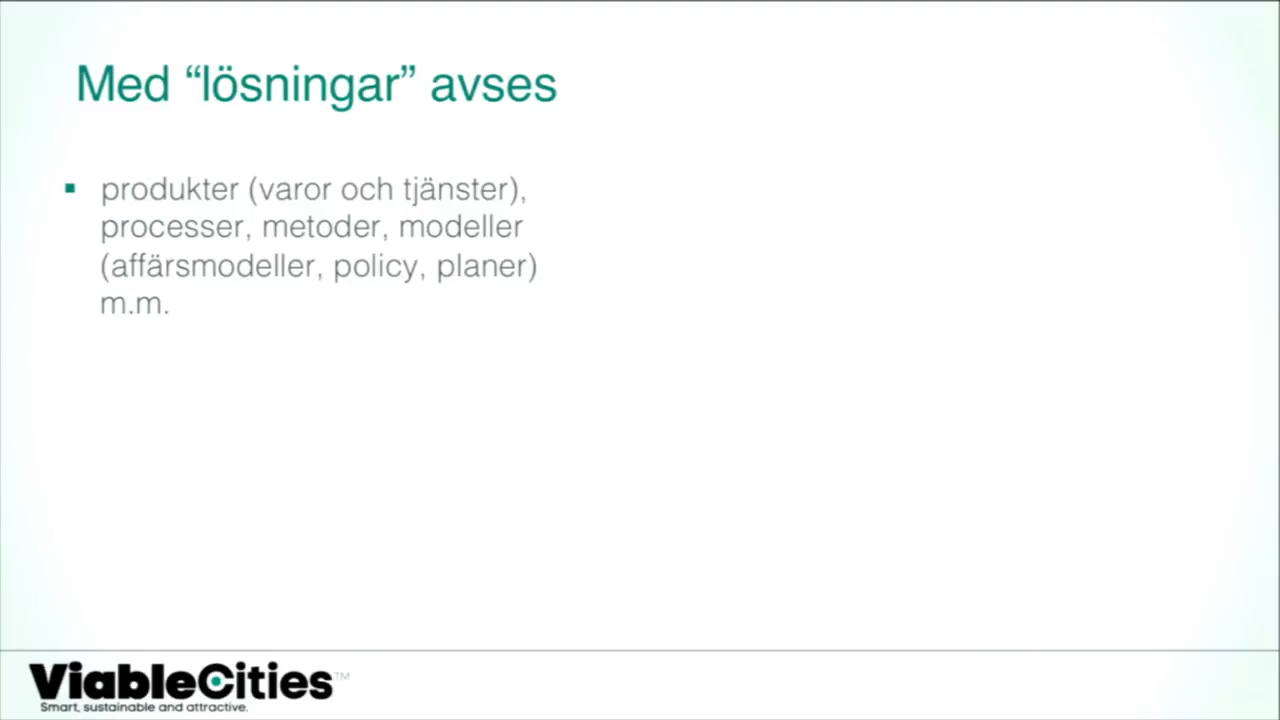 Med “lösningar” avses
▪ produkter (varor och tjänster),
processer, metoder, modeller
(affärsmodeller, policy, planer)
m.m.
ViableCities™
Smart, sustainable and attractive.